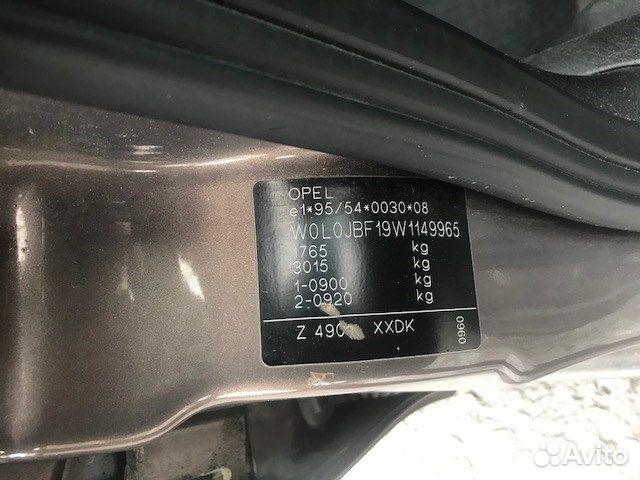 OPEL
e1*95/54*0030*08
W0L0JBF19W1149965
1765 kg
3015 kg
1-0900 kg
2-0920 kg
Z 490 XXDK
0960
Avito